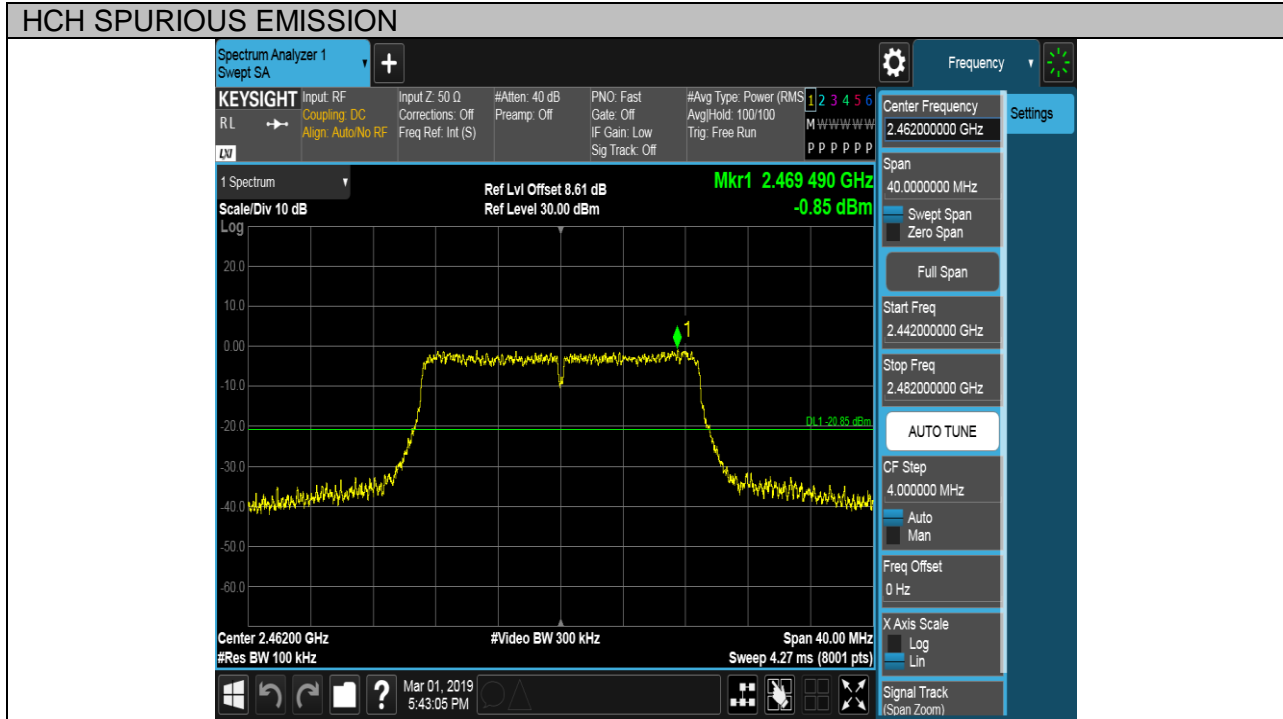 HCH SPURIOUS EMISSION
Spectrum Analyzer 1
Swept SA
Frequency
KEYSIGHT
RL
LXI
Input: RF
Coupling: DC
Align: Auto/No RF
Input Z: 50 Ω
Corrections: Off
Freq Ref: Int (S)
#Atten: 40 dB
Preamp: Off
PNO: Fast
Gate: Off
IF Gain: Low
Sig Track: Off
#Avg Type: Power (RMS
Avg|Hold: 100/100
Trig: Free Run
1 2 3 4 5 6
M W W W W W
P P P P P P
1 Spectrum
Scale/Div 10 dB
Ref Lvl Offset 8.61 dB
Ref Level 30.00 dBm
Mkr1 2.469 490 GHz
-0.85 dBm
Log
20.0
10.0
0.00
-10.0
-20.0
-30.0
-40.0
-50.0
-60.0
1
DL1 -20.85 dBm
Center 2.46200 GHz
#Res BW 100 kHz
#Video BW 300 kHz
Span 40.00 MHz
Sweep 4.27 ms (8001 pts)
Mar 01, 2019
5:43:05 PM
?
Settings
Center Frequency
2.462000000 GHz
Span
40.0000000 MHz
Swept Span
Zero Span
Full Span
Start Freq
2.442000000 GHz
Stop Freq
2.482000000 GHz
AUTO TUNE
CF Step
4.000000 MHz
Auto
Man
Freq Offset
0 Hz
X Axis Scale
Log
Lin
Signal Track
(Span Zoom)